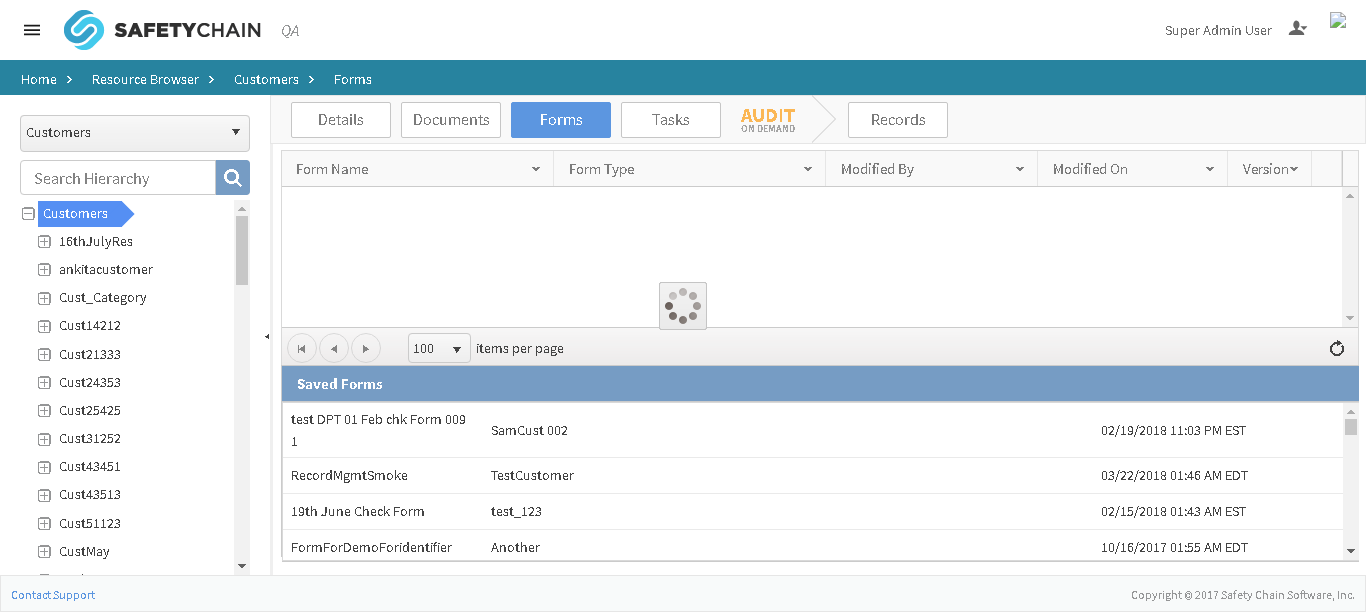 SAFETYCHAIN QA
Super Admin User
Home > Resource Browser > Customers > Forms
Customers
Search Hierarchy
Customers
16thJulyRes
ankitacustomer
Cust_Category
Cust14212
Cust21333
Cust24353
Cust25425
Cust31252
Cust43451
Cust43513
Cust51123
CustMay
Details Documents Forms Tasks AUDIT ON DEMAND Records
Form Name Form Type Modified By Modified On Version
100 items per page
Saved Forms
test DPT 01 Feb chk Form 009
1 SamCust 002 02/19/2018 11:03 PM EST
RecordMgmtSmoke TestCustomer 03/22/2018 01:46 AM EDT
19th June Check Form test_123 02/15/2018 01:43 AM EST
FormForDemoForidentifier Another 10/16/2017 01:55 AM EDT
Contact Support
Copyright © 2017 Safety Chain Software, Inc.